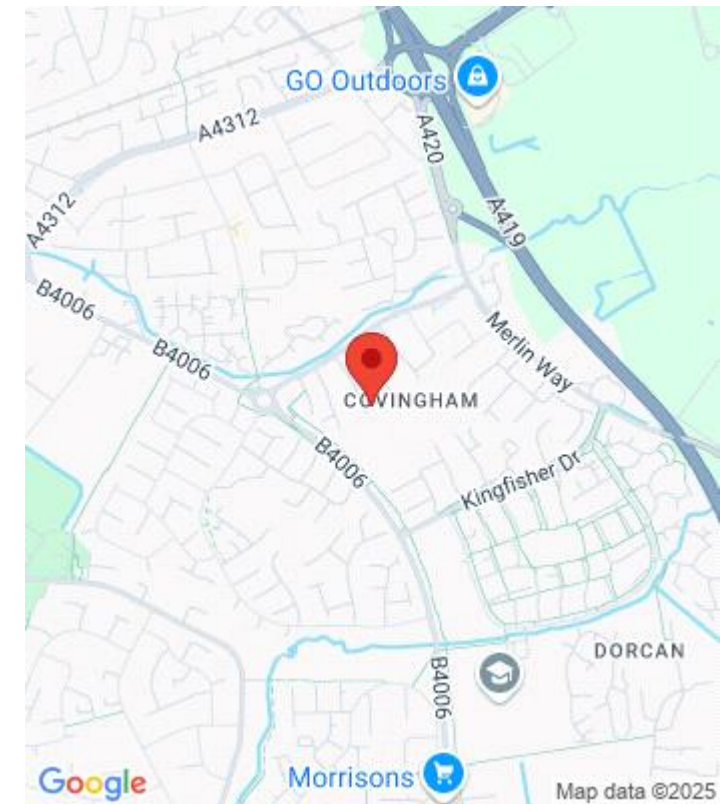 GO Outdoors
A4312
A420
A4312
A419
B4006
Merlin Way
B4006
COVINGHAM
B4006
Kingfisher Dr
DORCAN
B4006
Morrisons
Google
Map data ©2025